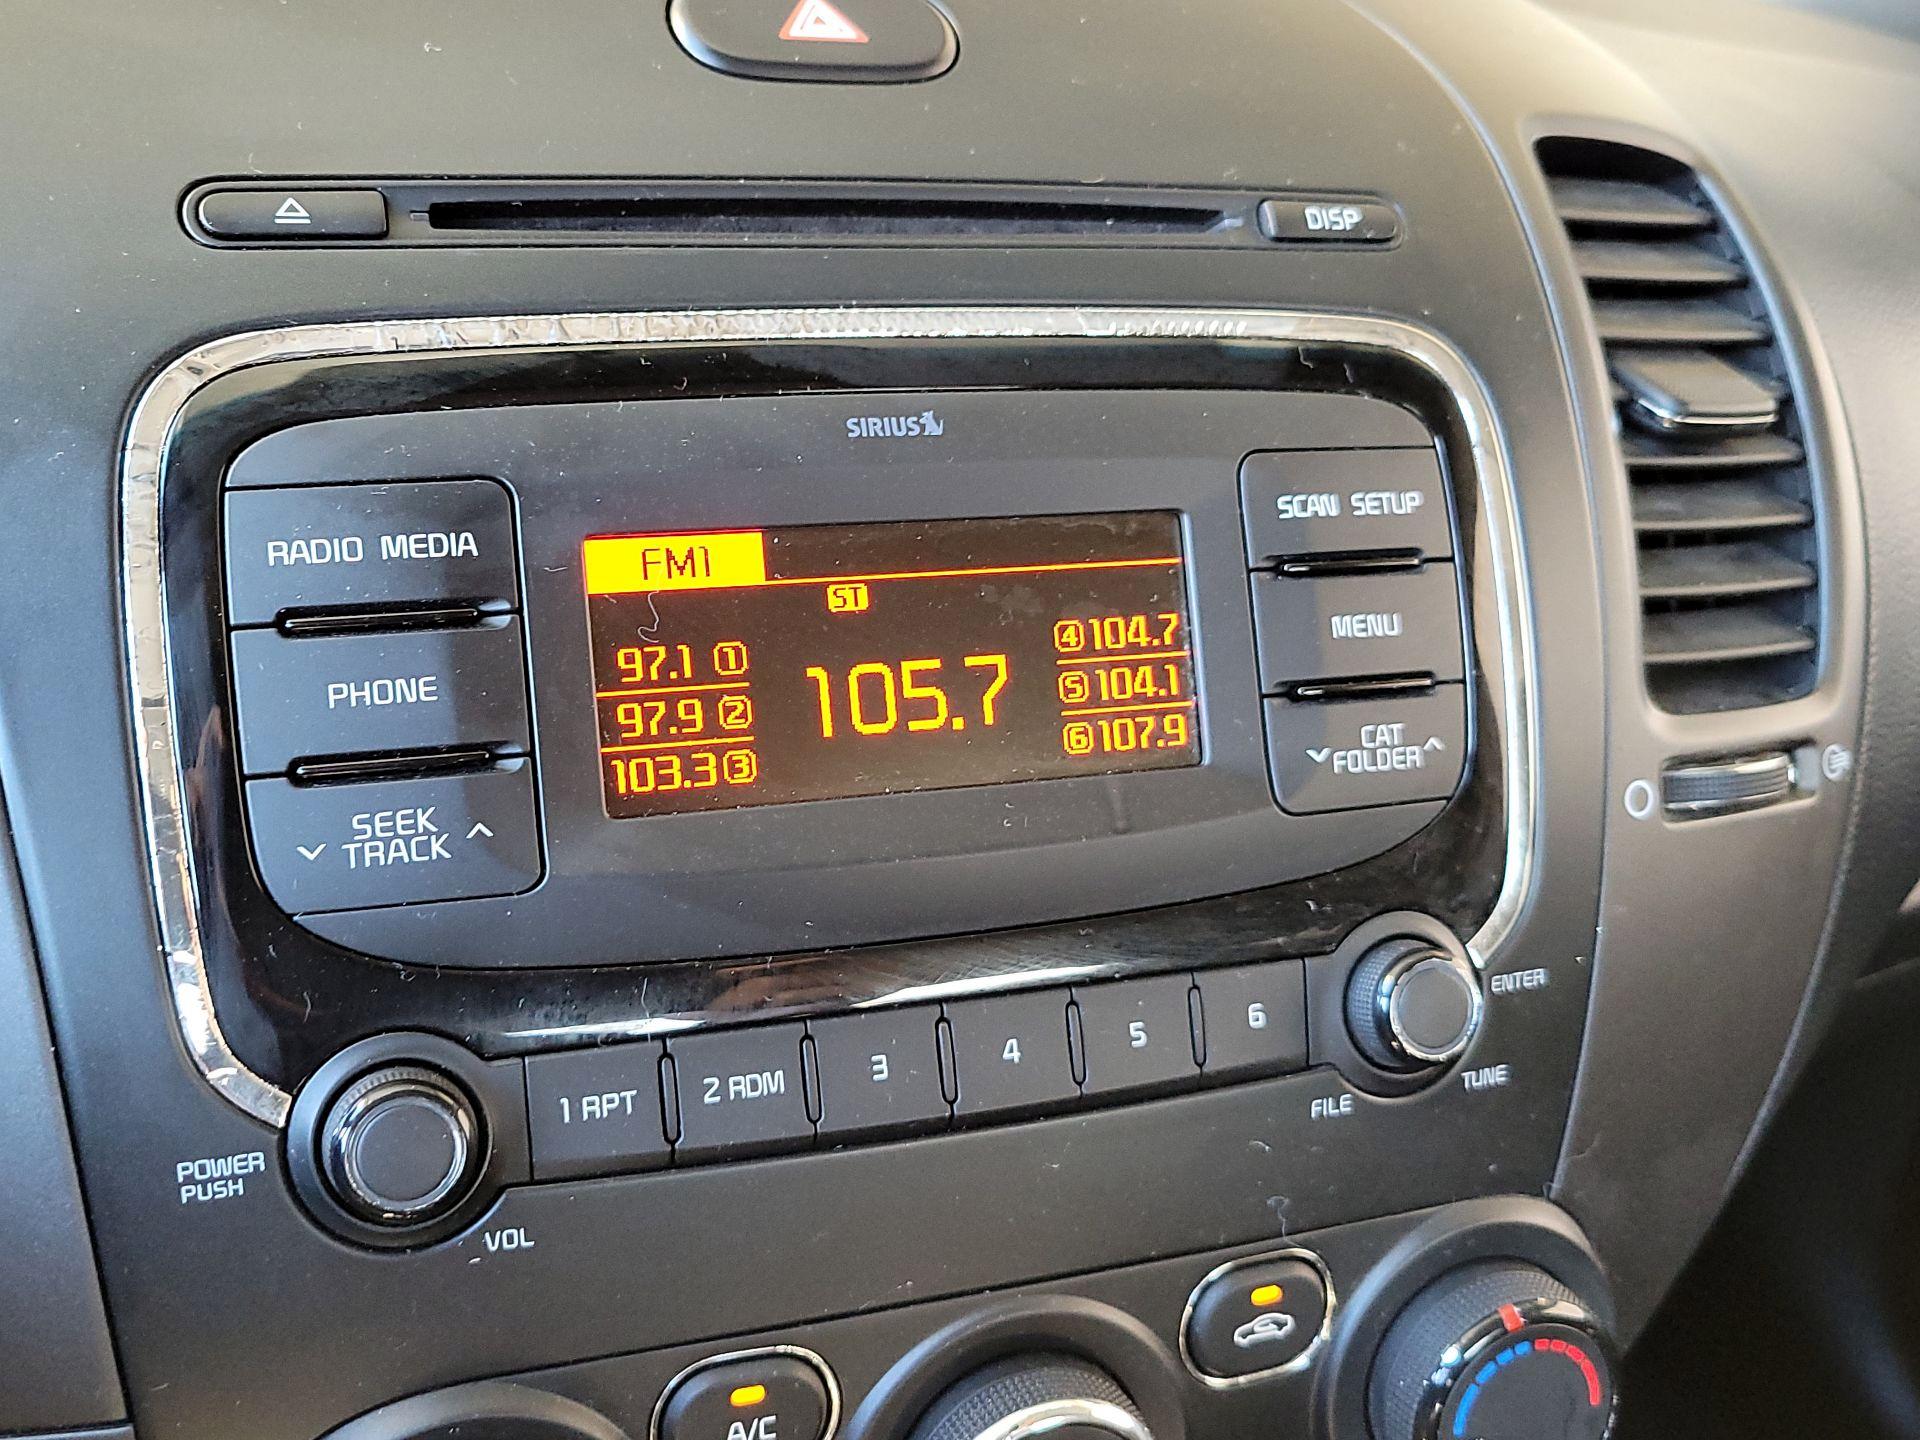 DISP
SIRIUS
RADIO MEDIA
PHONE
SEEK
TRACK
FM1
ST
97.1 1
97.9 2
103.3 3
105.7
4 104.7
5 104.1
6 107.9
SCAN SETUP
MENU
CAT
FOLDER
1 RPT
2 RDM
3
4
5
6
ENTER
TUNE
FILE
POWER
PUSH
VOL
A/C